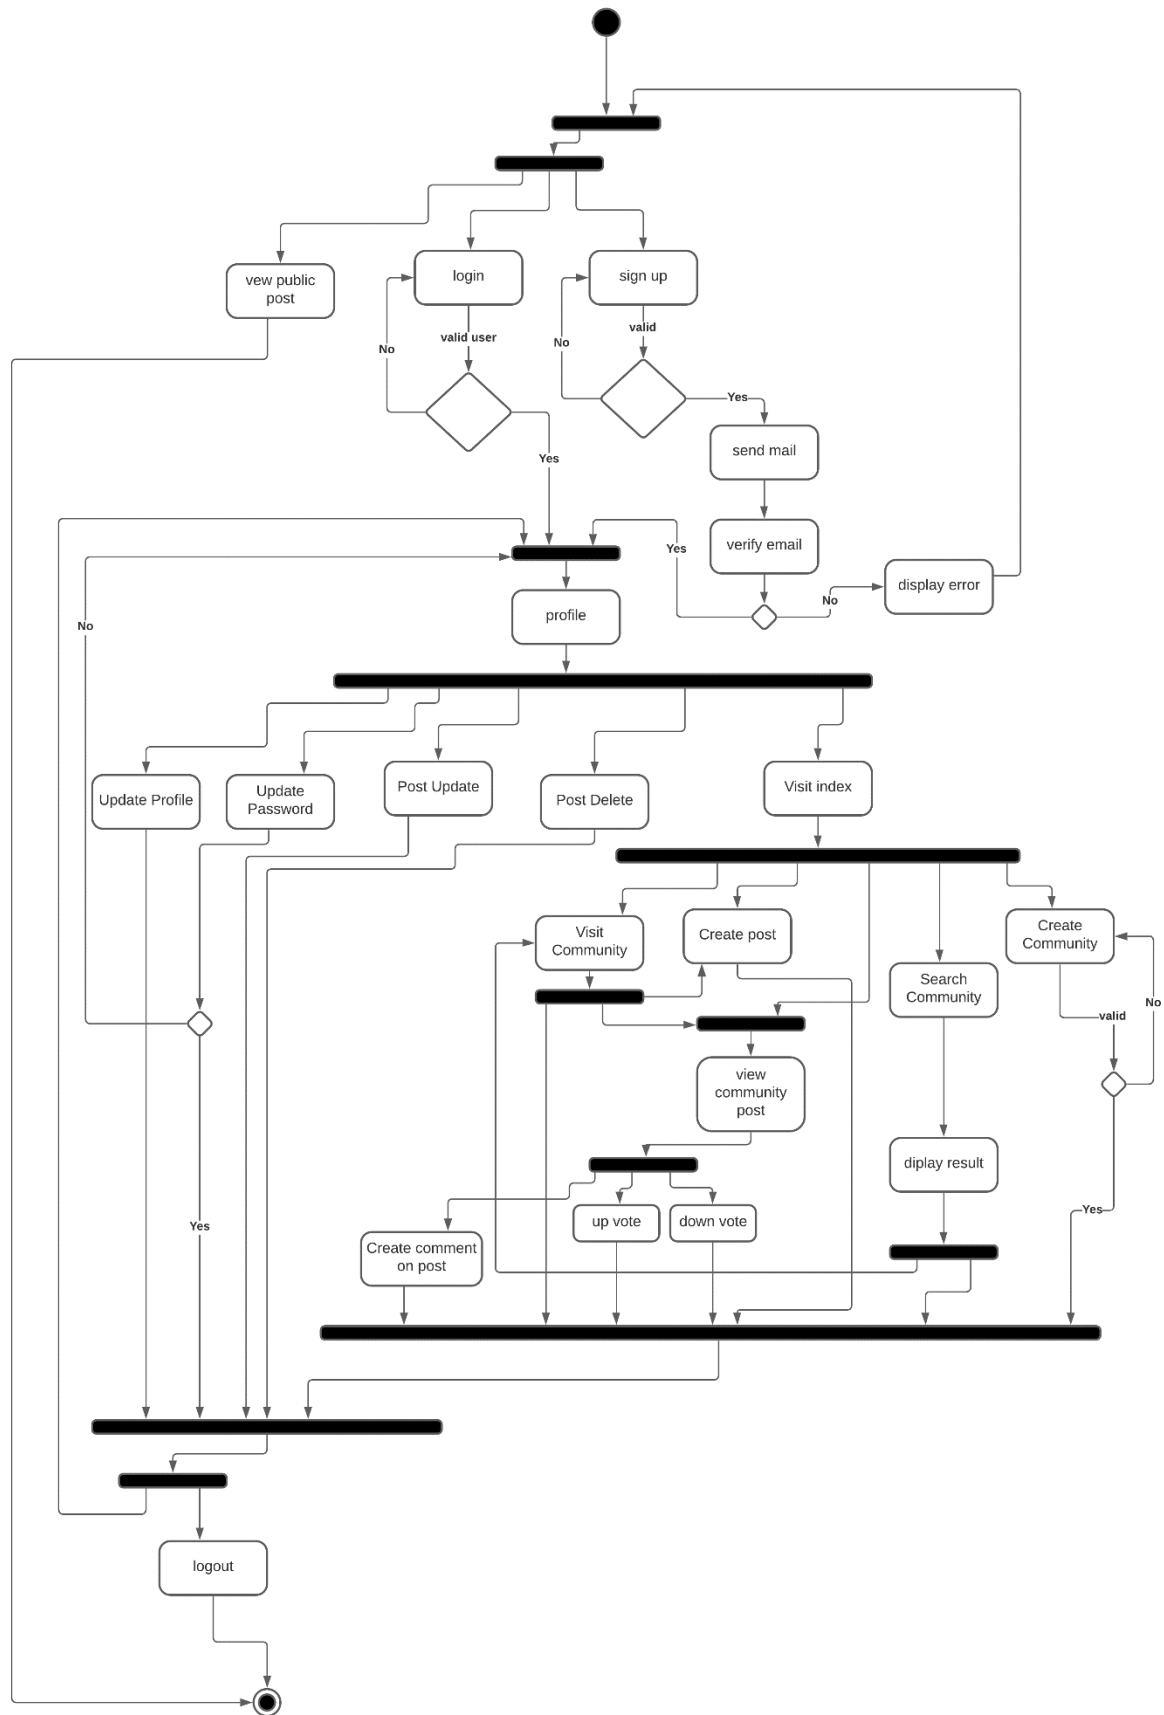 vew public
post
login
sign up
valid user
valid
No
No
Yes
Yes
send mail
verify email
Yes
No
display error
profile
No
Update Profile
Update
Password
Post Update
Post Delete
Visit index
Visit
Community
Create post
Search
Community
Create
Community
No
valid
view
community
post
diplay result
Yes
Yes
up vote
down vote
Create comment
on post
logout